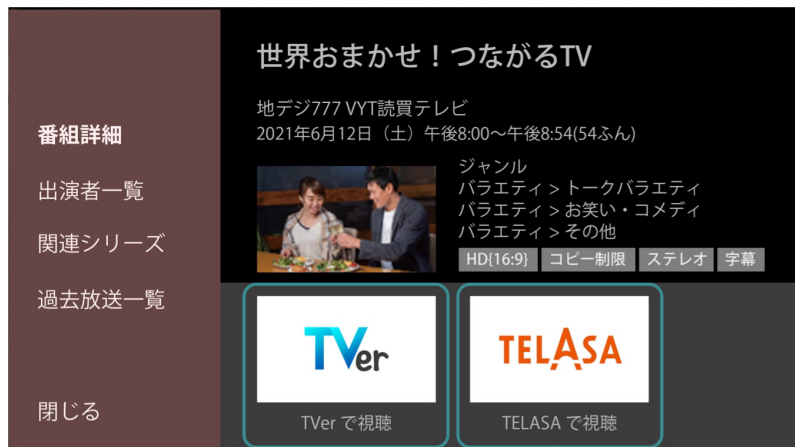 世界おまかせ！つながるTV
地デジ777 VYT読買テレビ
2021年6月12日（土）午後8:00〜午後8:54(54ふん)
番組詳細
出演者一覧
関連シリーズ
過去放送一覧
閉じる
ジャンル
バラエティ > トークバラエティ
バラエティ > お笑い・コメディ
バラエティ > その他
HD{16:9} コピー制限 ステレオ 字幕
TVer
TVer で視聴
TELASA
TELASA で視聴